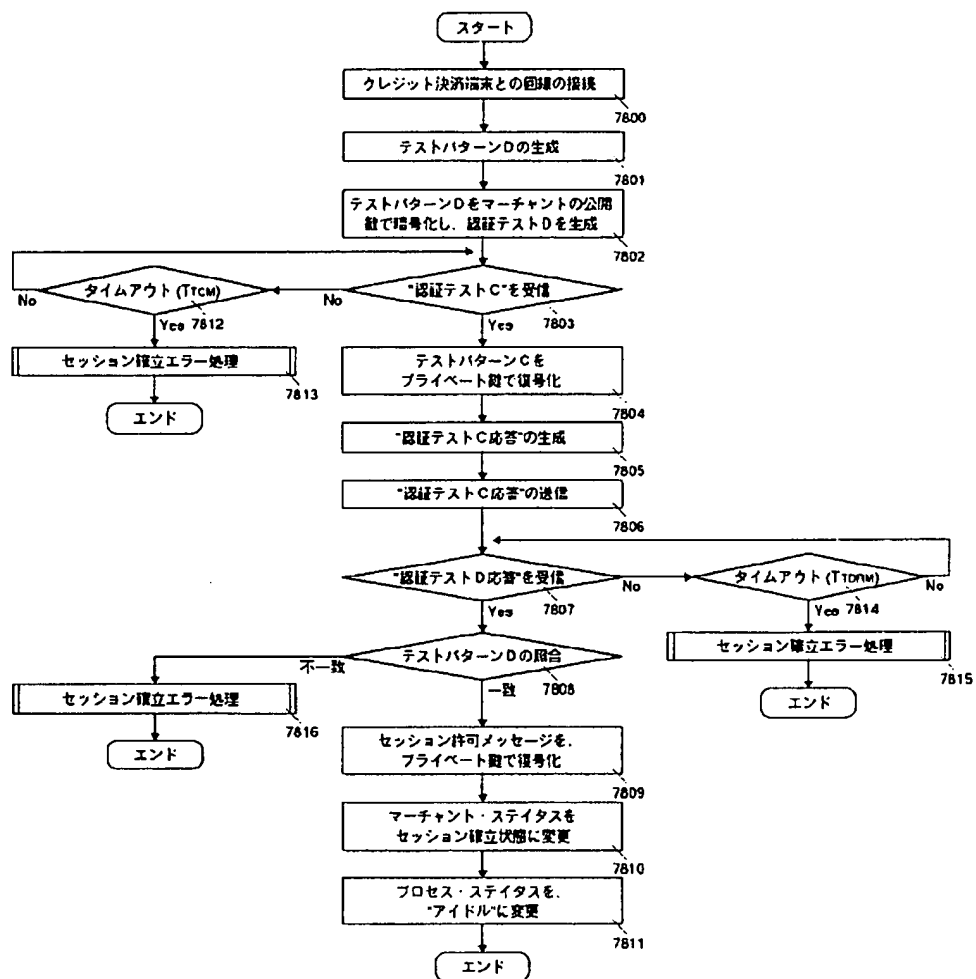 スタート
クレジット決済端末との回線の接続
7800
テストパターンDの生成
7801
テストパターンDをマーチャントの公開
鍵で暗号化し、認証テストDを生成
7802
"認証テストC"を受信
7803
No
Yes
タイムアウト (TTCM)
7812
No
Yes
セッション確立エラー処理
7813
エンド
テストパターンCを
プライベート鍵で復号化
7804
"認証テストC応答"の生成
7805
"認証テストC応答"の送信
7806
"認証テストD応答"を受信
7807
No
Yes
タイムアウト (TTDRM)
7814
No
Yes
セッション確立エラー処理
7815
エンド
テストパターンDの照合
7808
不一致
一致
セッション確立エラー処理
7816
エンド
セッション許可メッセージを、
プライベート鍵で復号化
7809
マーチャント・ステイタスを
セッション確立状態に変更
7810
プロセス・ステイタスを、
"アイドル"に変更
7811
エンド